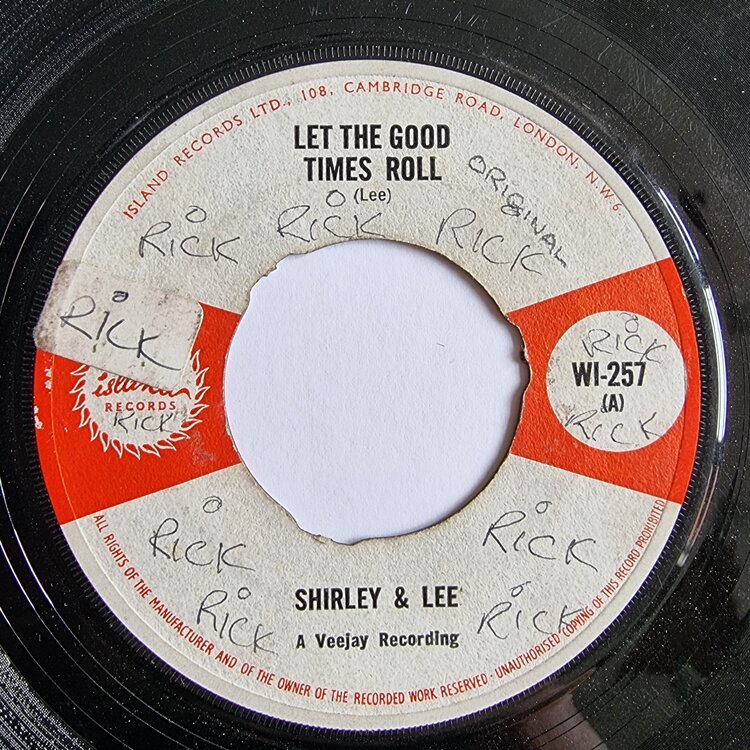 ISLAND RECORDS LTD., 108, CAMBRIDGE ROAD, LONDON, N.W.6
LET THE GOOD
TIMES ROLL
(Lee)
ORIGINAL
RICK RICK RICK
RICK
island
RECORDS
RICK
RICK
WI-257
(A)
RICK
RICK
RICK
RICK
RICK
SHIRLEY & LEE
A Veejay Recording
ALL RIGHTS OF THE MANUFACTURER AND OF THE OWNER OF THE RECORDED WORK RESERVED · UNAUTHORISED COPYING OF THIS RECORD PROHIBITED